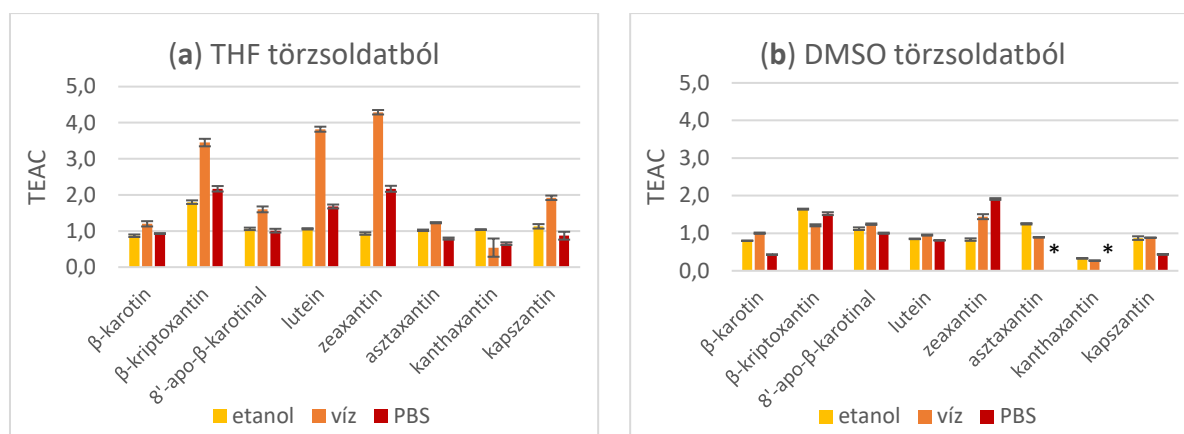 (a) THF törzsoldatból
TEAC
5,0
4,0
3,0
2,0
1,0
0,0
β-karotin
β-kriptoxantin
8'-apo-β-karotinal
lutein
zeaxantin
asztaxantin
kanthaxantin
kapszantin
etanol víz PBS
(b) DMSO törzsoldatból
TEAC
5,0
4,0
3,0
2,0
1,0
0,0
* *
β-karotin
β-kriptoxantin
8'-apo-β-karotinal
lutein
zeaxantin
asztaxantin
kanthaxantin
kapszantin
etanol víz PBS